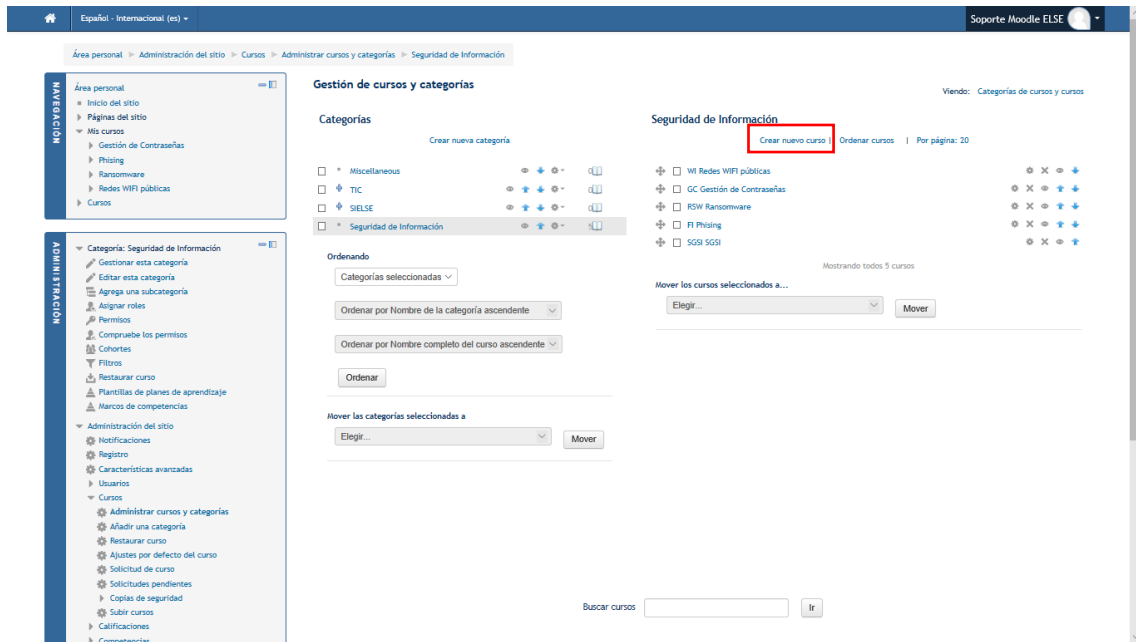 Español - Internacional (es)
Soporte Moodle ELSE
Área personal
Administración del sitio
Cursos
Administrar cursos y categorías
Seguridad de Información
NAVEGACIÓN
Área personal
Inicio del sitio
Páginas del sitio
Mis cursos
Gestión de Contraseñas
Phising
Ransomware
Redes WIFI públicas
Cursos
ADMINISTRACIÓN
Categoría: Seguridad de Información
Gestionar esta categoría
Editar esta categoría
Agrega una subcategoría
Asignar roles
Permisos
Compruebe los permisos
Cohortes
Filtros
Restaurar curso
Plantillas de planes de aprendizaje
Marcos de competencias
Administración del sitio
Notificaciones
Registro
Características avanzadas
Usuarios
Cursos
Administrar cursos y categorías
Añadir una categoría
Restaurar curso
Ajustes por defecto del curso
Solicitud de curso
Solicitudes pendientes
Copias de seguridad
Subir cursos
Calificaciones
Competencias
Gestión de cursos y categorías
Viendo: Categorías de cursos y cursos
Categorías
Crear nueva categoría
Miscellaneous 0
TIC 0
SIELSE 0
Seguridad de Información 5
Ordenando
Categorías seleccionadas
Ordenar por Nombre de la categoría ascendente
Ordenar por Nombre completo del curso ascendente
Ordenar
Mover las categorías seleccionadas a
Elegir...
Mover
Seguridad de Información
Crear nuevo curso | Ordenar cursos | Por página: 20
WI Redes WIFI públicas
GC Gestión de Contraseñas
RSW Ransomware
FI Phising
SGSI SGSI
Mostrando todos 5 cursos
Mover los cursos seleccionados a...
Elegir...
Mover
Buscar cursos
Ir